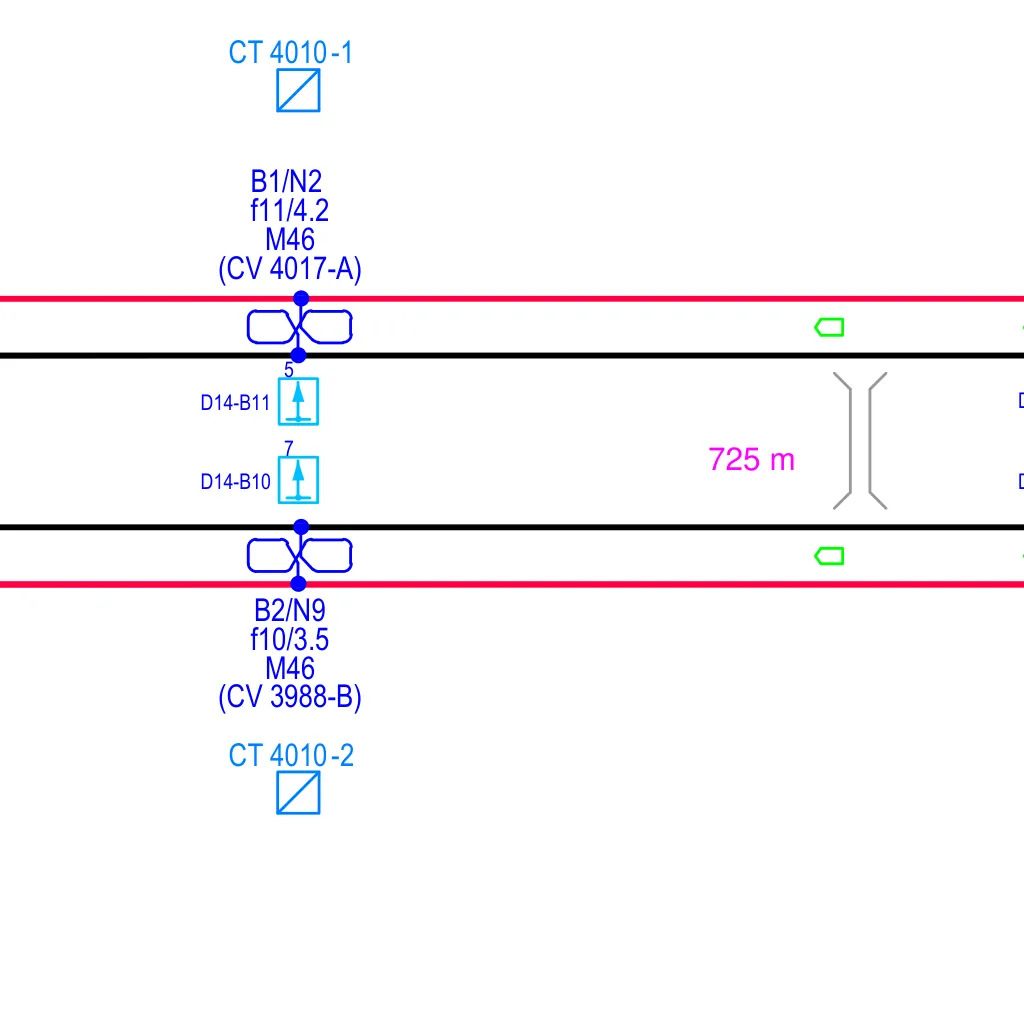 CT 4010-1
B1/N2
f11/4.2
M46
(CV 4017-A)
5
D14-B11
7
D14-B10
725 m
B2/N9
f10/3.5
M46
(CV 3988-B)
CT 4010-2